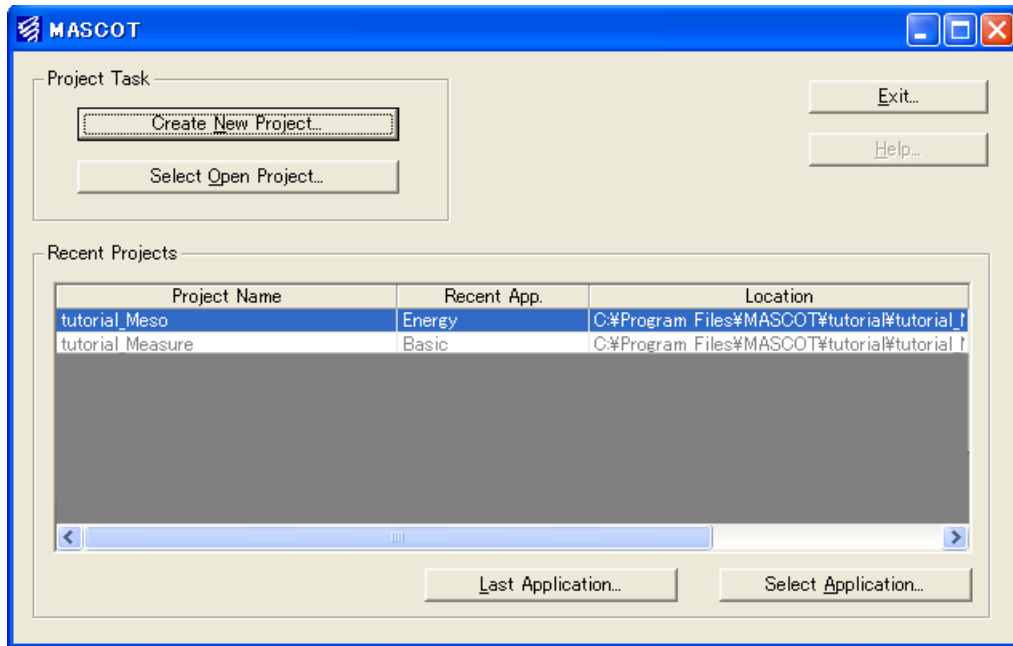 MASCOT
Project Task
Create New Project...
Select Open Project...
Exit...
Help...
Recent Projects
Project Name Recent App. Location
tutorial_Meso Energy C:¥Program Files¥MASCOT¥tutorial¥tutorial_
tutorial_Measure Basic C:¥Program Files¥MASCOT¥tutorial¥tutorial_
Last Application...
Select Application...